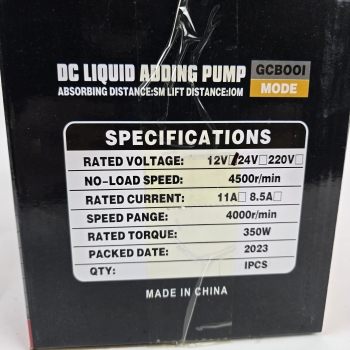 DC LIQUID ADDING PUMP GCB001
ABSORBING DISTANCE:5M LIFT DISTANCE:10M MODE
SPECIFICATIONS
RATED VOLTAGE: 12V☑24V☐220V☐
NO-LOAD SPEED: 4500r/min
RATED CURRENT: 11A☐8.5A☐
SPEED PANGE: 4000r/min
RATED TORQUE: 350W
PACKED DATE: 2023
QTY: IPCS
MADE IN CHINA